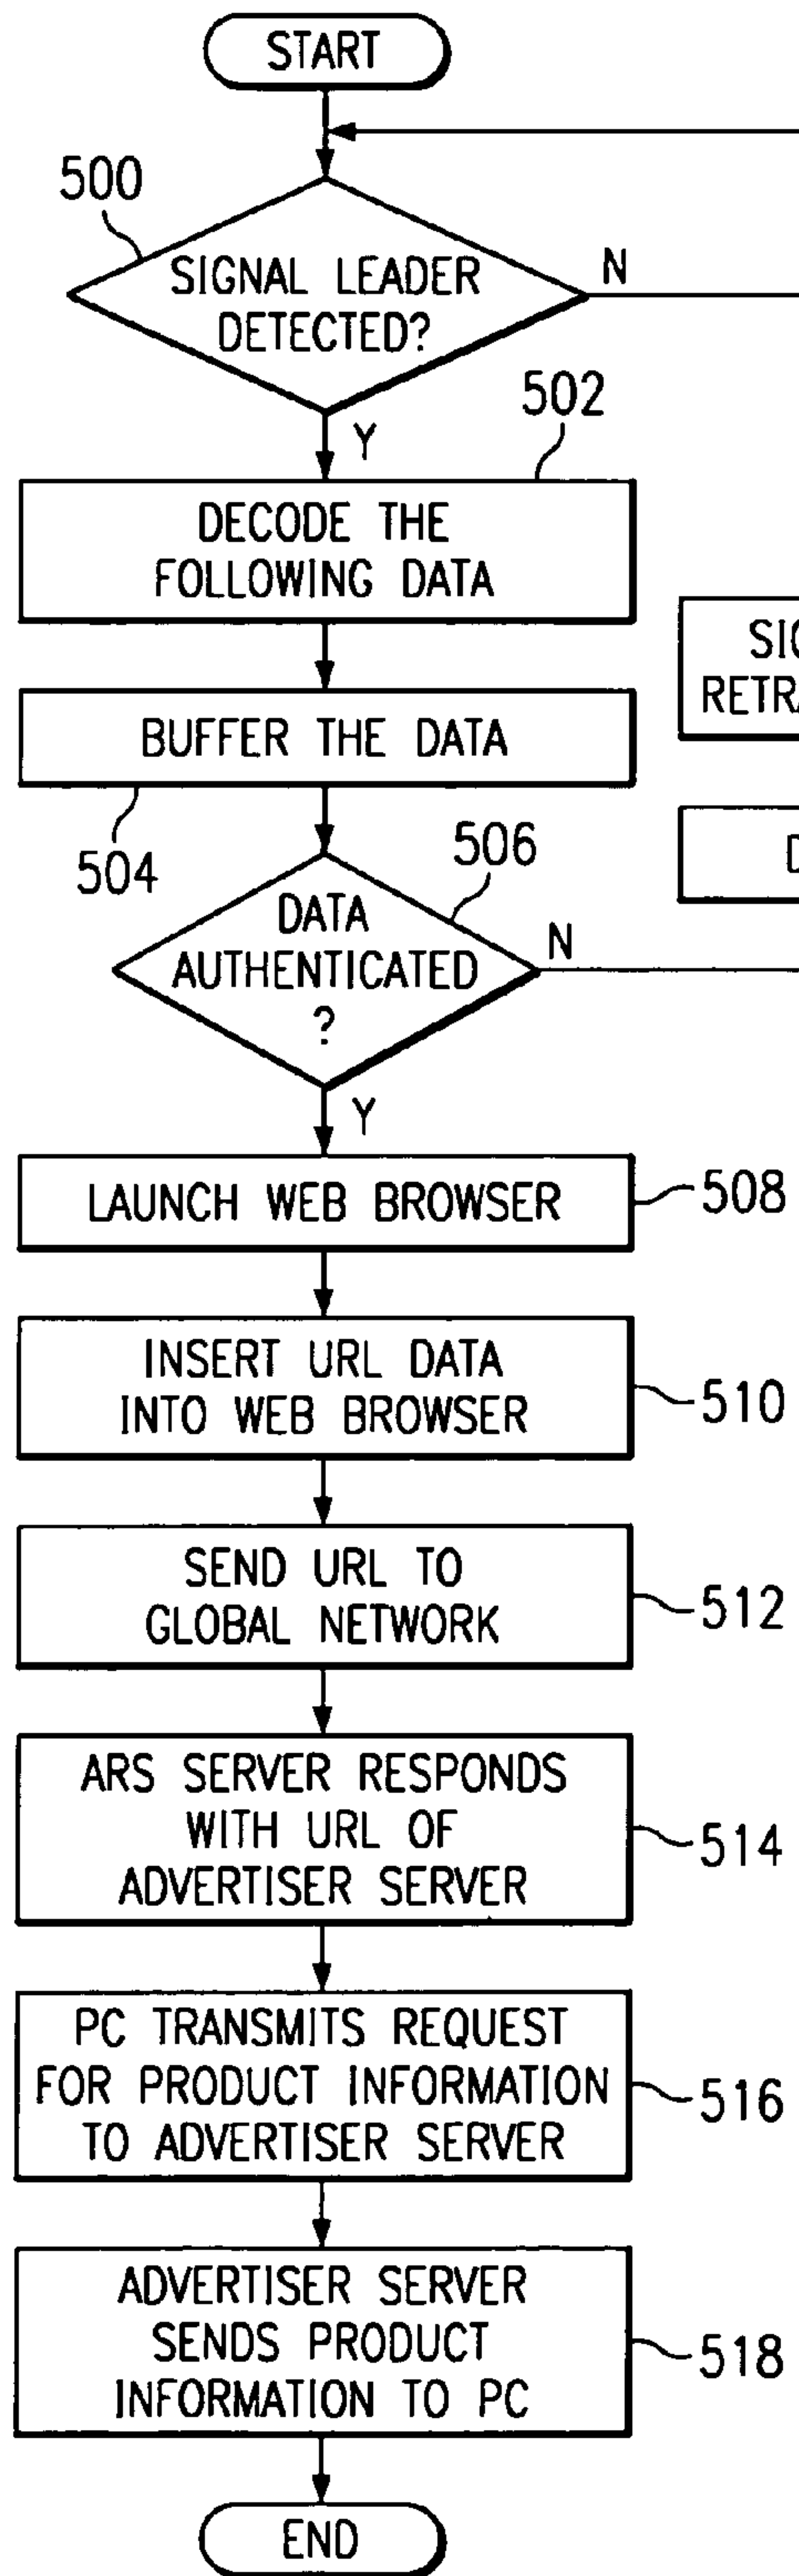 START
500
SIGNAL LEADER
DETECTED?
N
Y
502
DECODE THE
FOLLOWING DATA
BUFFER THE DATA
504
506
DATA
AUTHENTICATED
?
N
Y
LAUNCH WEB BROWSER
508
INSERT URL DATA
INTO WEB BROWSER
510
SEND URL TO
GLOBAL NETWORK
512
ARS SERVER RESPONDS
WITH URL OF
ADVERTISER SERVER
514
PC TRANSMITS REQUEST
FOR PRODUCT INFORMATION
TO ADVERTISER SERVER
516
ADVERTISER SERVER
SENDS PRODUCT
INFORMATION TO PC
518
END